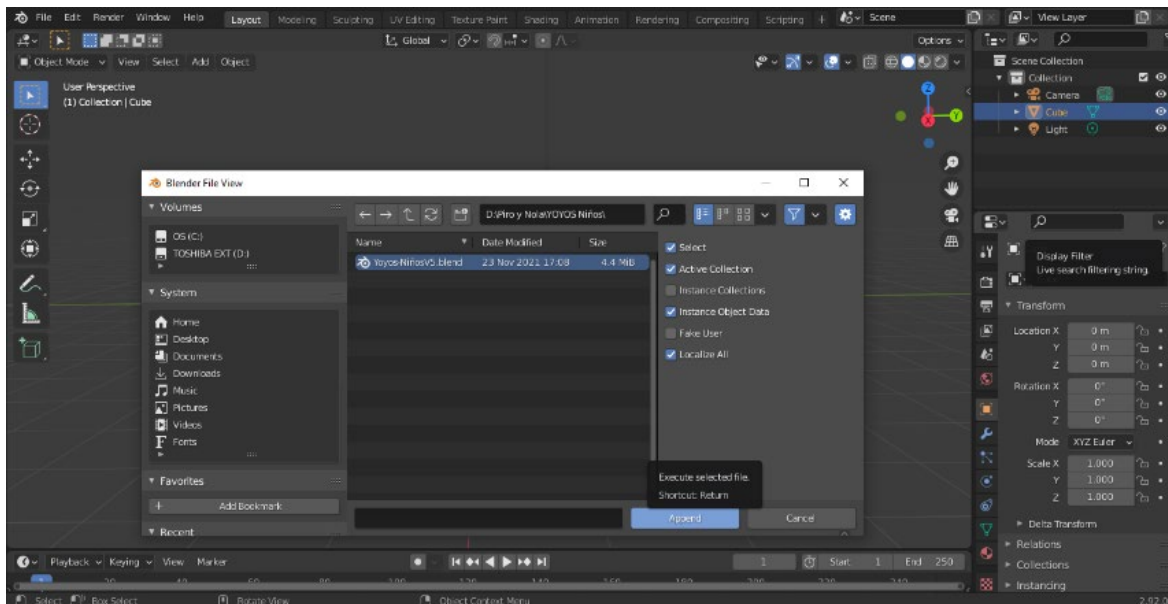 File Edit Render Window Help Layout Modeling Sculpting UV Editing Texture Paint Shading Animation Rendering Compositing Scripting + Scene View Layer
Global Options
Object Mode View Select Add Object
User Perspective
(1) Collection | Cube
Scene Collection
Collection
Camera
Cube
Light
X
Y
Blender File View
Volumes
OS (C:)
TOSHIBA EXT (D:)
System
Home
Desktop
Documents
Downloads
Music
Pictures
Videos
Fonts
Favorites
Add Bookmark
Recent
D:\Piro y Nola\YOYOS Niños\
Name Date Modified Size
Yoyos-NiñosV5.blend 23 Nov 2021 17:08 4.4 MiB
Select
Active Collection
Instance Collections
Instance Object Data
Fake User
Localize All
Execute selected file.
Shortcut: Return
Append Cancel
Display Filter
Live search filtering string.
Transform
Location X 0 m
Y 0 m
Z 0 m
Rotation X 0°
Y 0°
Z 0°
Mode XYZ Euler
Scale X 1.000
Y 1.000
Z 1.000
Delta Transform
Relations
Collections
Instancing
Playback Keying View Marker 1 Start 1 End 250
Select Box Select Rotate View Object Context Menu